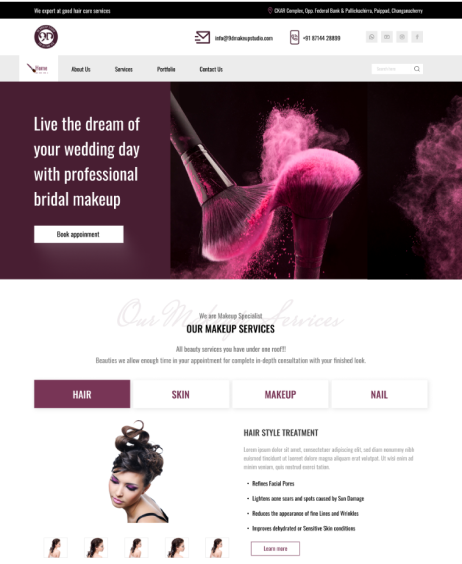 We expert at good hair care services
CKAR Complex, Opp. Federal Bank & Pallickachirra, Paippad, Changanacherry
9D
info@9dmakeupstudio.com
+91 87144 28899
Home
About Us
Services
Portfolio
Contact Us
Live the dream of
your wedding day
with professional
bridal makeup
Book appoinment
Our Makeup Services
We are Makeup Specialist
OUR MAKEUP SERVICES
All beauty services you have under one roof!!!
Beauties we allow enough time in your appointment for complete in-depth consultation with your finished look.
HAIR
SKIN
MAKEUP
NAIL
HAIR STYLE TREATMENT
Lorem ipsum dolor sit amet, consectetuer adipiscing elit, sed diam nonummy nibh
euismod tincidunt ut laoreet dolore magna aliquam erat volutpat. Ut wisi enim ad
minim veniam, quis nostrud exerci tation.
• Refines Facial Pores
• Lightens acne scars and spots caused by Sun Damage
• Reduces the appearance of fine Lines and Wrinkles
• Improves dehydrated or Sensitive Skin conditions
Learn more